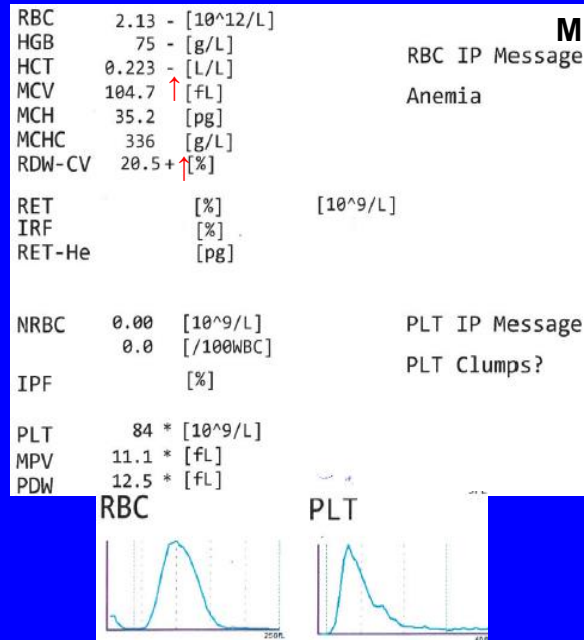 RBC 2.13 - [10^12/L]
HGB 75 - [g/L]
HCT 0.223 - [L/L]
MCV 104.7 ↑ [fL]
MCH 35.2 [pg]
MCHC 336 [g/L]
RDW-CV 20.5 + ↑ [%]
M
RBC IP Message
Anemia
RET [%] [10^9/L]
IRF [%]
RET-He [pg]
NRBC 0.00 [10^9/L]
0.0 [/100WBC]
IPF [%]
PLT IP Message
PLT Clumps?
PLT 84 * [10^9/L]
MPV 11.1 * [fL]
PDW 12.5 * [fL]
RBC PLT
250fL